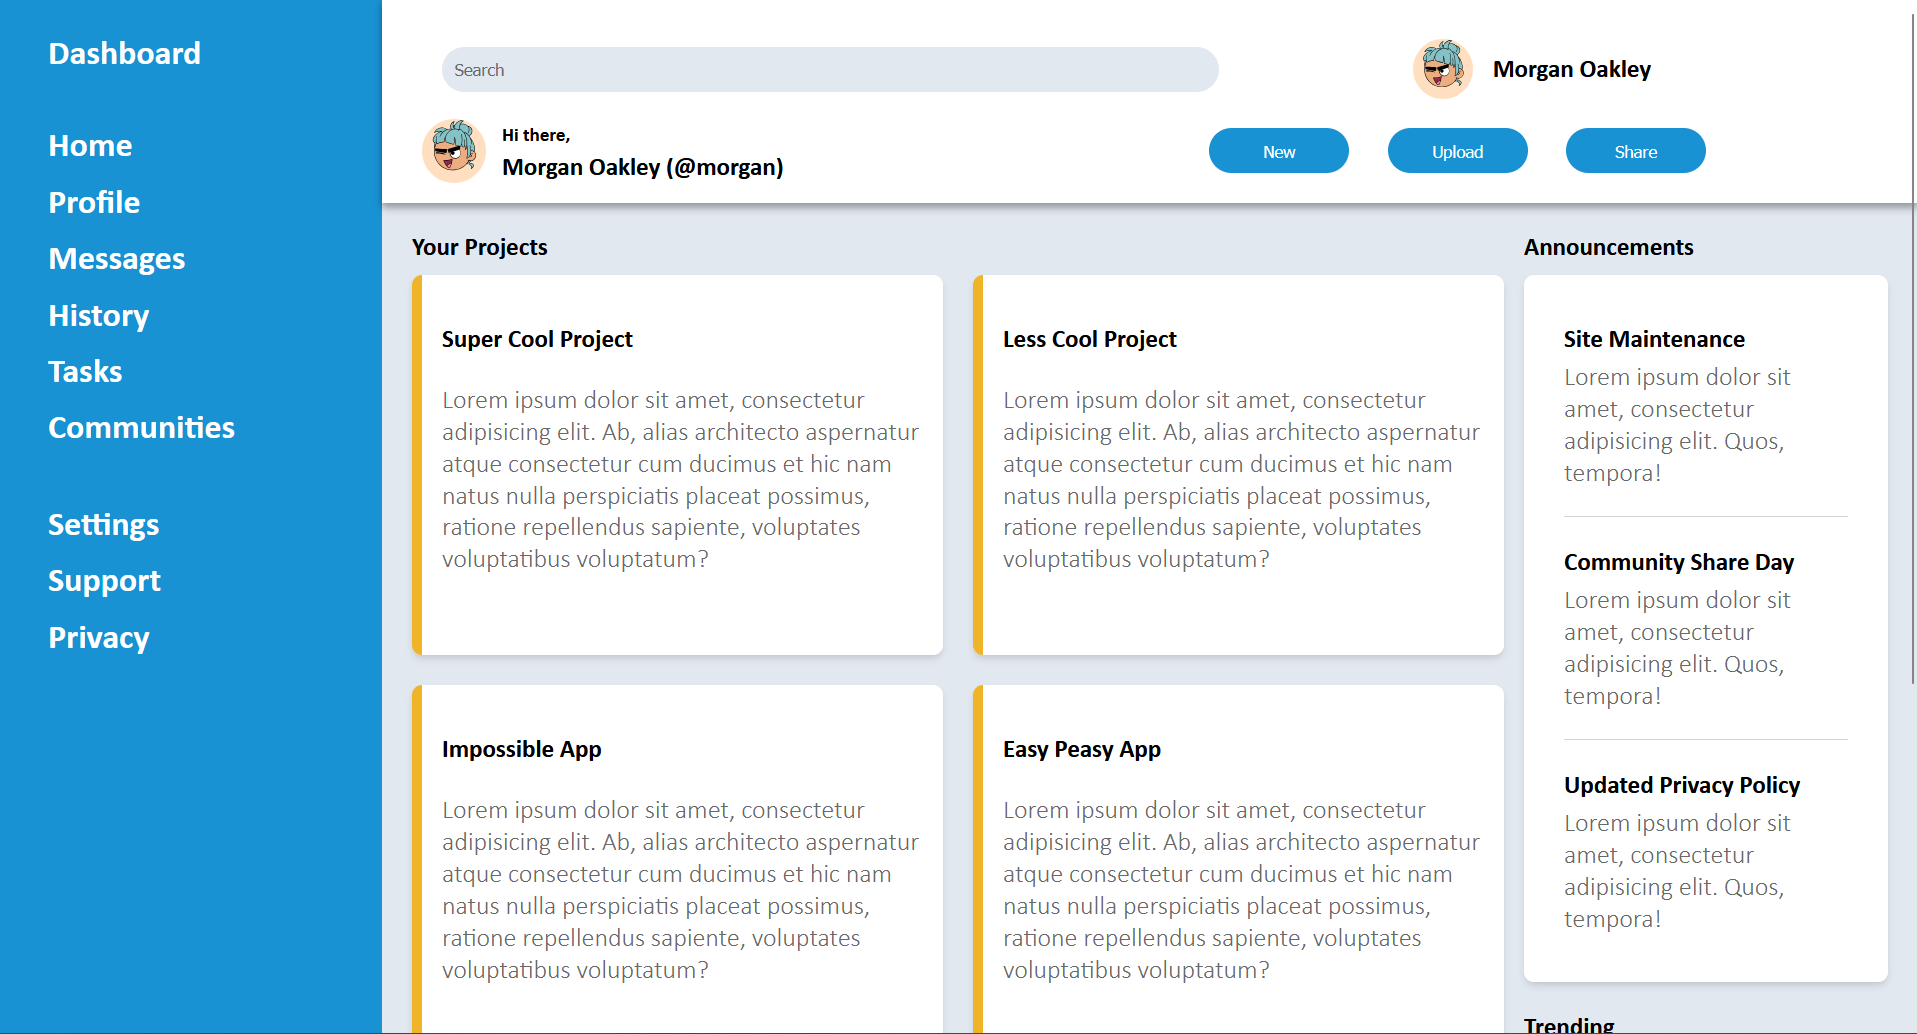 Dashboard
Home
Profile
Messages
History
Tasks
Communities
Settings
Support
Privacy
Search
Morgan Oakley
Hi there,
Morgan Oakley (@morgan)
New
Upload
Share
Your Projects
Super Cool Project
Lorem ipsum dolor sit amet, consectetur
adipisicing elit. Ab, alias architecto aspernatur
atque consectetur cum ducimus et hic nam
natus nulla perspiciatis placeat possimus,
ratione repellendus sapiente, voluptates
voluptatibus voluptatum?
Less Cool Project
Lorem ipsum dolor sit amet, consectetur
adipisicing elit. Ab, alias architecto aspernatur
atque consectetur cum ducimus et hic nam
natus nulla perspiciatis placeat possimus,
ratione repellendus sapiente, voluptates
voluptatibus voluptatum?
Impossible App
Lorem ipsum dolor sit amet, consectetur
adipisicing elit. Ab, alias architecto aspernatur
atque consectetur cum ducimus et hic nam
natus nulla perspiciatis placeat possimus,
ratione repellendus sapiente, voluptates
voluptatibus voluptatum?
Easy Peasy App
Lorem ipsum dolor sit amet, consectetur
adipisicing elit. Ab, alias architecto aspernatur
atque consectetur cum ducimus et hic nam
natus nulla perspiciatis placeat possimus,
ratione repellendus sapiente, voluptates
voluptatibus voluptatum?
Announcements
Site Maintenance
Lorem ipsum dolor sit
amet, consectetur
adipisicing elit. Quos,
tempora!
Community Share Day
Lorem ipsum dolor sit
amet, consectetur
adipisicing elit. Quos,
tempora!
Updated Privacy Policy
Lorem ipsum dolor sit
amet, consectetur
adipisicing elit. Quos,
tempora!
Trending